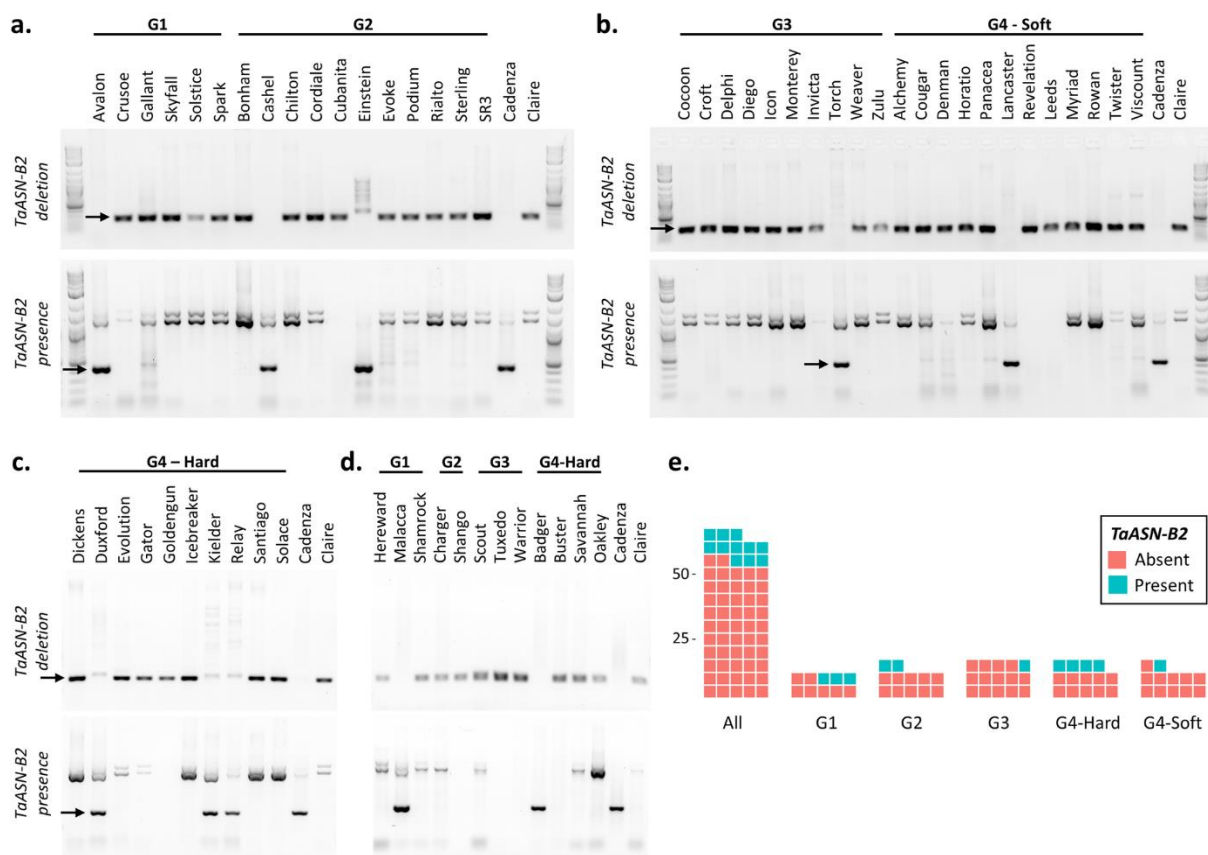 a.
G1 G2
Avalon
Crusoe
Gallant
Skyfall
Solstice
Spark
Bonham
Cashel
Chilton
Cordiale
Cubanita
Einstein
Evoke
Podium
Rialto
Sterling
SR3
Cadenza
Claire
TaASN-B2
deletion
TaASN-B2
presence
b.
G3 G4 - Soft
Cocoon
Croft
Delphi
Diego
Icon
Monterey
Invicta
Torch
Weaver
Zulu
Alchemy
Cougar
Denman
Horatio
Panacea
Lancaster
Revelation
Leeds
Myriad
Rowan
Twister
Viscount
Cadenza
Claire
TaASN-B2
deletion
TaASN-B2
presence
c.
G4 – Hard
Dickens
Duxford
Evolution
Gator
Goldengun
Icebreaker
Kielder
Relay
Santiago
Solace
Cadenza
Claire
TaASN-B2
deletion
TaASN-B2
presence
d.
G1 G2 G3 G4-Hard
Hereward
Malacca
Shamrock
Charger
Shango
Scout
Tuxedo
Warrior
Badger
Buster
Savannah
Oakley
Cadenza
Claire
e.
TaASN-B2
Absent
Present
50 -
25 -
All G1 G2 G3 G4-Hard G4-Soft